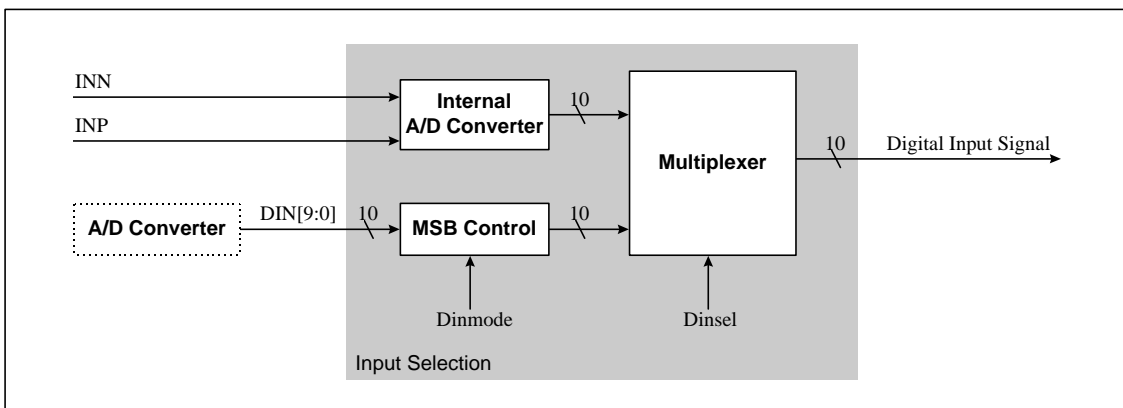 INN
INP
Internal
A/D Converter
10
Multiplexer
10
Digital Input Signal
A/D Converter
DIN[9:0]
10
MSB Control
10
Dinmode
Dinsel
Input Selection